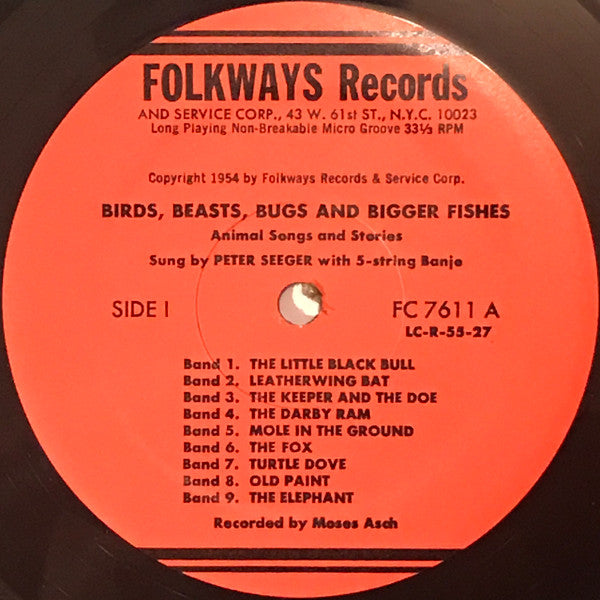 FOLKWAYS Records
AND SERVICE CORP., 43 W. 61st ST., N.Y.C. 10023
Long Playing Non-Breakable Micro Groove 33⅓ RPM
Copyright 1954 by Folkways Records & Service Corp.
BIRDS, BEASTS, BUGS AND BIGGER FISHES
Animal Songs and Stories
Sung by PETER SEEGER with 5-string Banjo
SIDE I FC 7611 A
LC-R-55-27
Band 1. THE LITTLE BLACK BULL
Band 2. LEATHERWING BAT
Band 3. THE KEEPER AND THE DOE
Band 4. THE DARBY RAM
Band 5. MOLE IN THE GROUND
Band 6. THE FOX
Band 7. TURTLE DOVE
Band 8. OLD PAINT
Band 9. THE ELEPHANT
Recorded by Moses Asch